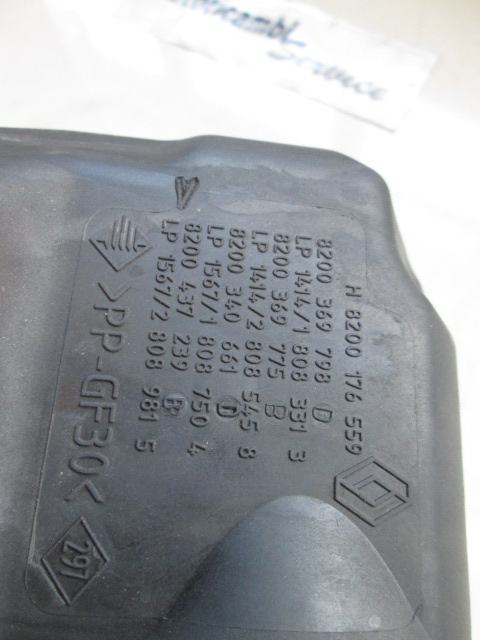 H 8200 176 559
8200 369 798 D
LP 1414/1 808 331 3
8200 369 775 B
LP 1414/2 808 545 8
8200 340 661 D
LP 1567/1 808 750 4
8200 437 239 E
LP 1567/2 808 981 5
>PP-GF30<
297